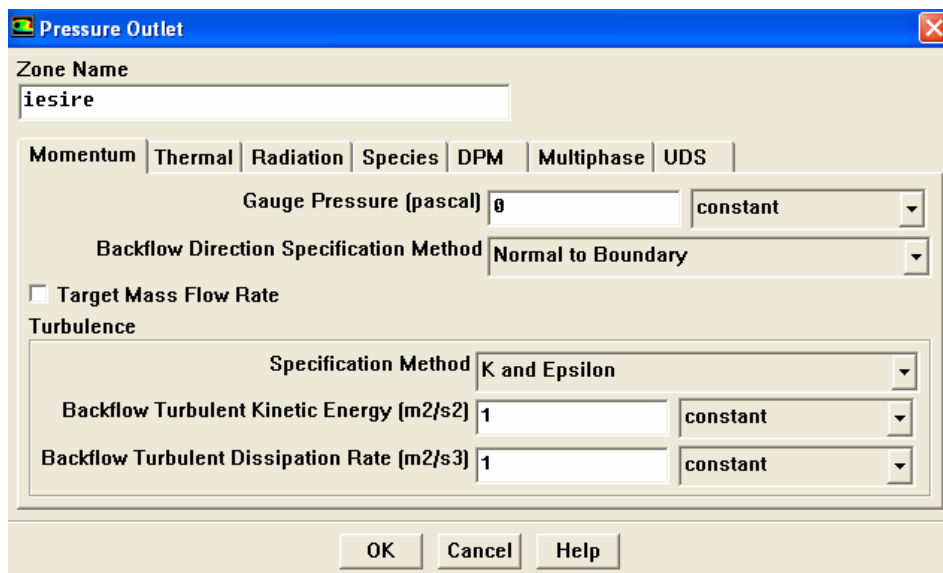 Pressure Outlet
Zone Name
iesire
Momentum Thermal Radiation Species DPM Multiphase UDS
Gauge Pressure (pascal) 0 constant
Backflow Direction Specification Method Normal to Boundary
Target Mass Flow Rate
Turbulence
Specification Method K and Epsilon
Backflow Turbulent Kinetic Energy (m2/s2) 1 constant
Backflow Turbulent Dissipation Rate (m2/s3) 1 constant
OK Cancel Help